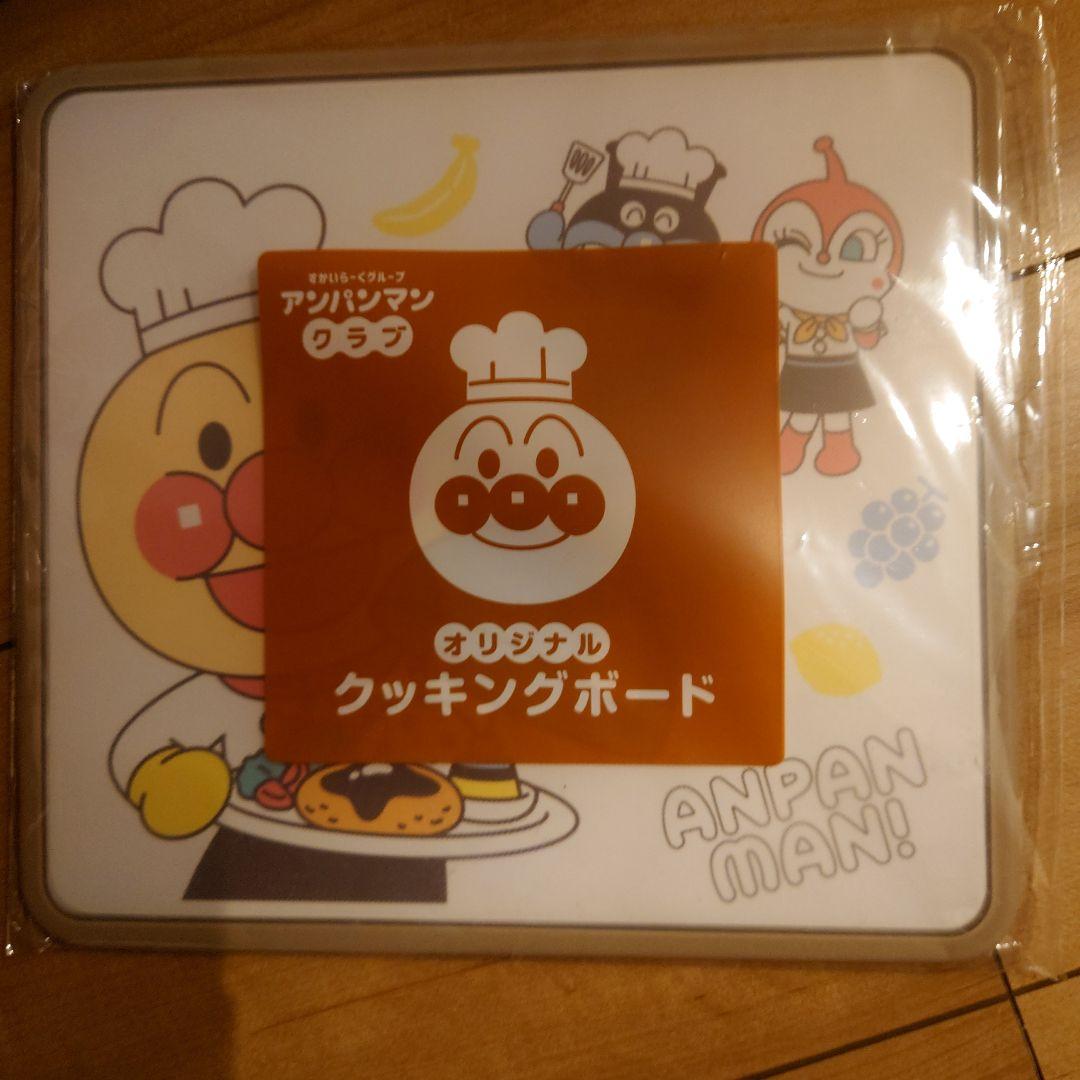 すかいらーくグループ
アンパンマン
クラブ
オリジナル
クッキングボード
ANPAN
MAN!